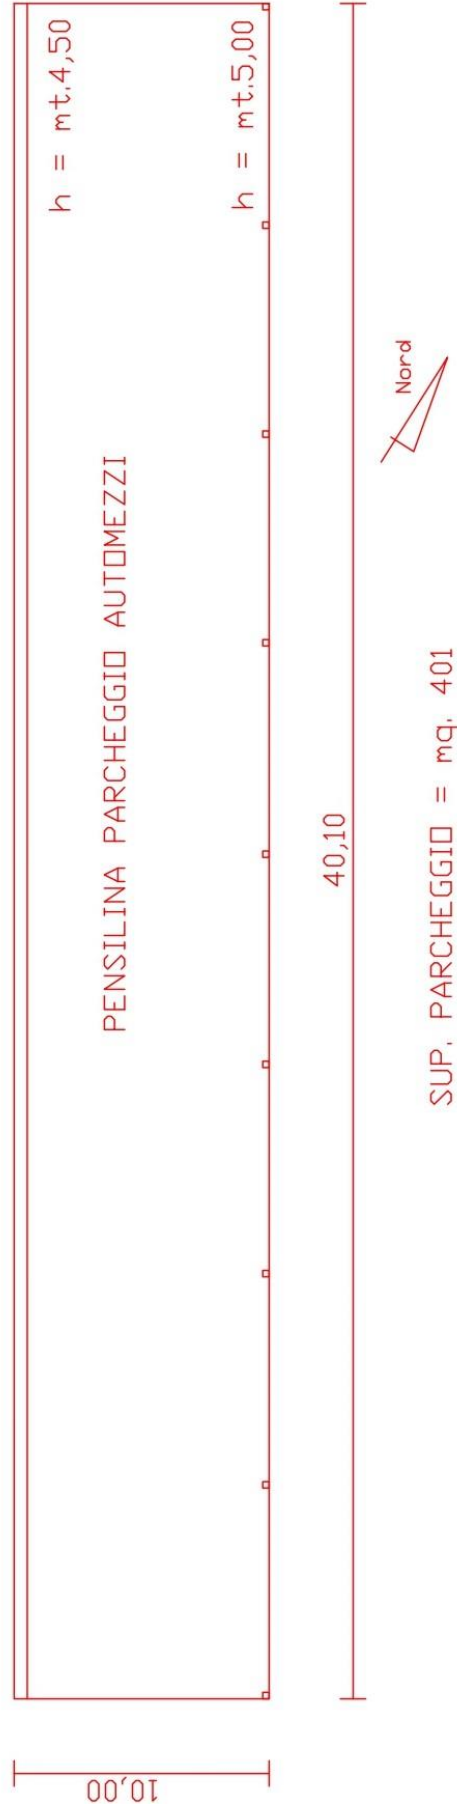 h = mt.4,50
h = mt.5,00
PENSILINA PARCHEGGIO AUTOMEZZI
Nord
40,10
SUP. PARCHEGGIO = mq. 401
10,00